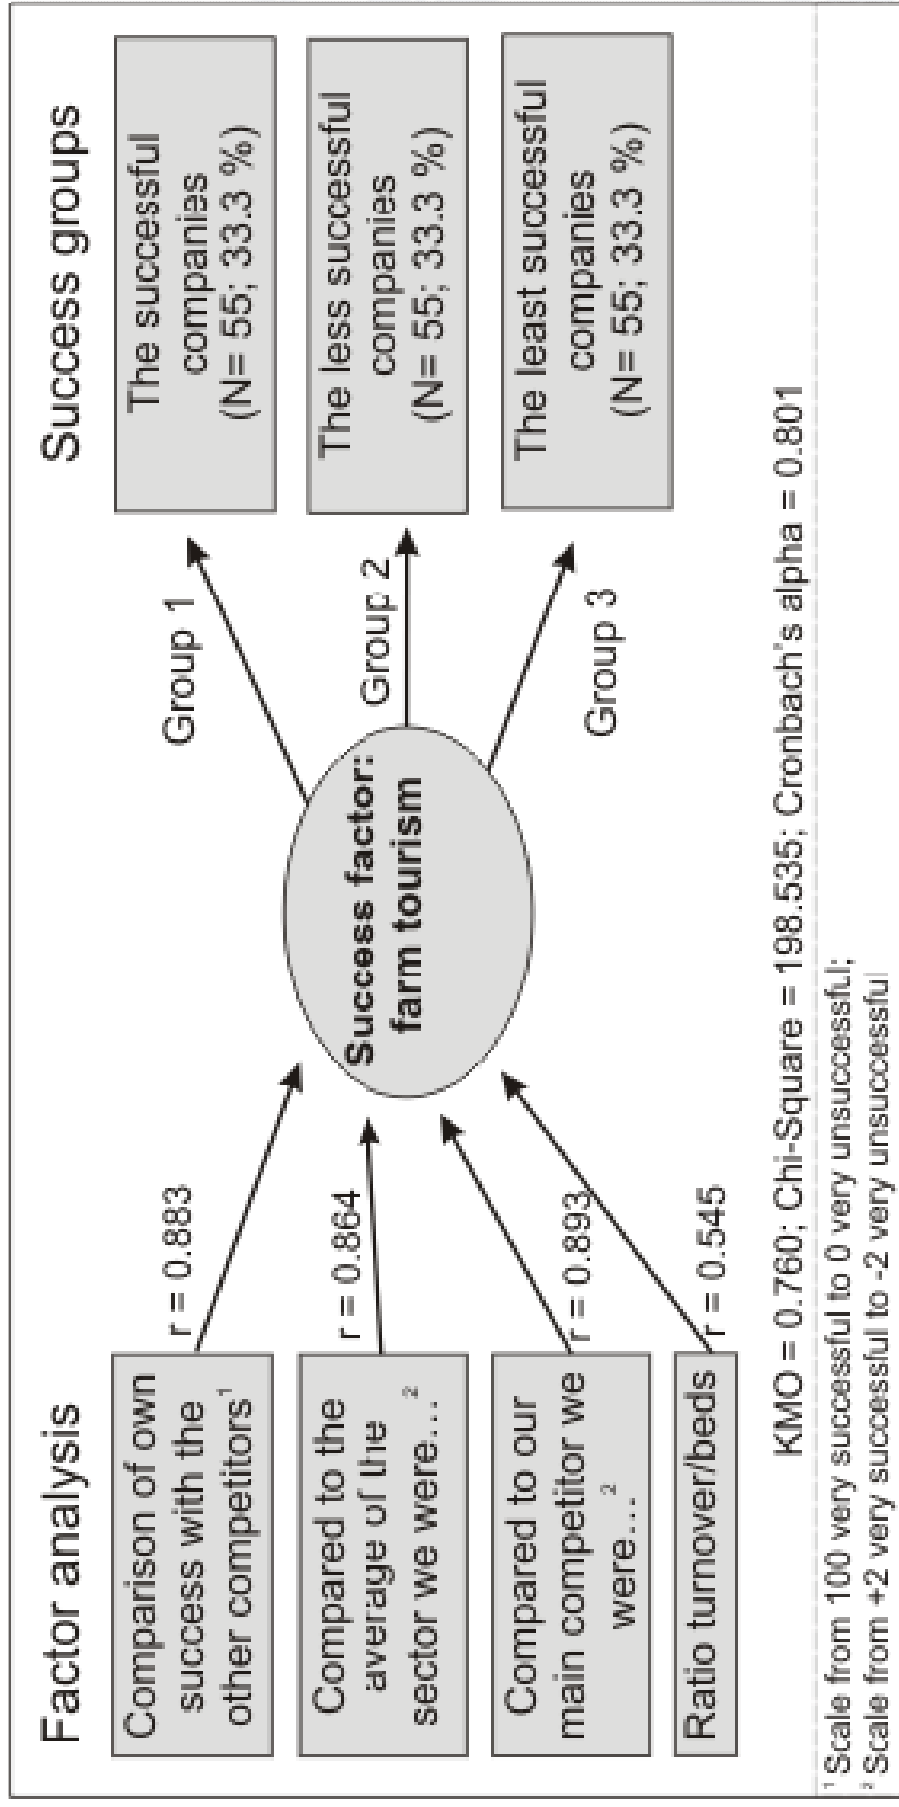 Factor analysis
Success groups
Comparison of own
success with the
other competitors¹
r = 0.883
Compared to the
average of the
sector we were...²
r = 0.864
Compared to our
main competitor we
were...²
r = 0.893
Ratio turnover/beds
r = 0.545
Success factor:
farm tourism
Group 1
The successful
companies
(N= 55; 33.3 %)
Group 2
The less successful
companies
(N= 55; 33.3 %)
Group 3
The least successful
companies
(N= 55; 33.3 %)
KMO = 0.760; Chi-Square = 198.535; Cronbach's alpha = 0.801
¹ Scale from 100 very successful to 0 very unsuccessful;
² Scale from +2 very successful to -2 very unsuccessful